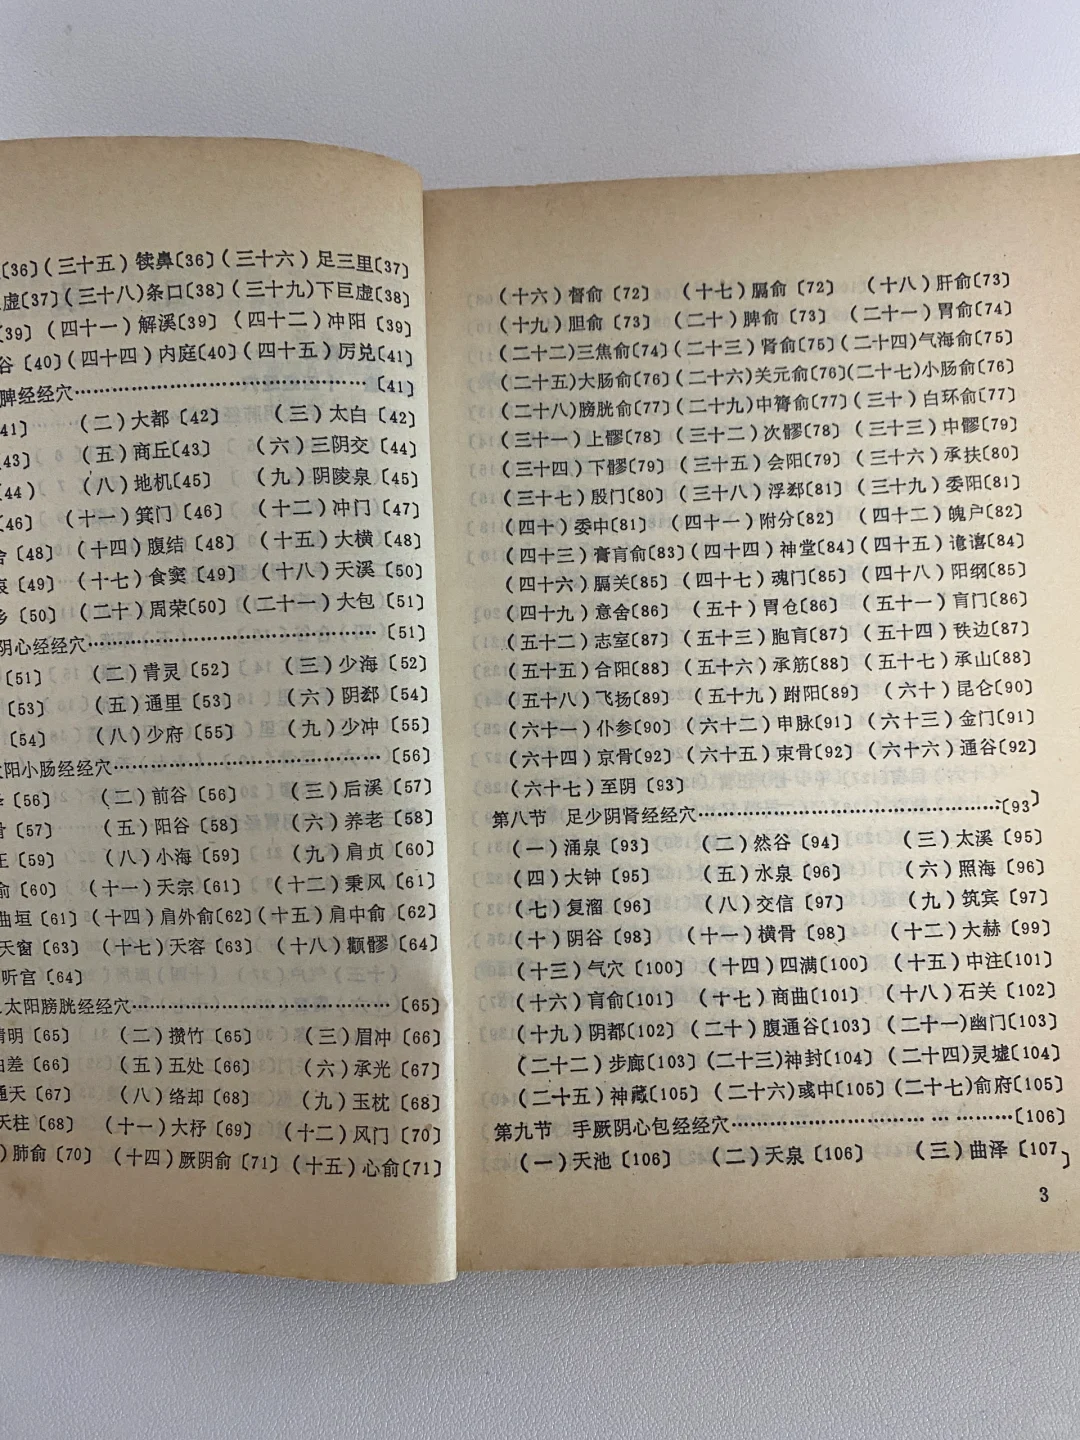 〔36〕(三十五)犊鼻〔36〕(三十六)足三里〔37〕
虚〔37〕(三十八)条口〔38〕(三十九)下巨虚〔38〕
〔39〕(四十一)解溪〔39〕(四十二)冲阳〔39〕
谷〔40〕(四十四)内庭〔40〕(四十五)厉兑〔41〕
脾经经穴……………………………〔41〕
41〕(二)大都〔42〕(三)太白〔42〕
〔43〕(五)商丘〔43〕(六)三阴交〔44〕
〔44)(八)地机〔45〕(九)阴陵泉〔45〕
〔46〕(十一)箕门〔46〕(十二)冲门〔47〕
舍〔48〕(十四)腹结〔48〕(十五)大横〔48〕
哀〔49〕(十七)食窦〔49〕(十八)天溪〔50〕
乡〔50〕(二十)周荣〔50〕(二十一)大包〔51〕
阴心经经穴……………………………〔51〕
〔51〕(二)青灵〔52〕(三)少海〔52〕
〔53〕(五)通里〔53〕(六)阴郄〔54〕
〔54〕(八)少府〔55〕(九)少冲〔55〕
太阳小肠经经穴……………………………〔56〕
泽〔56〕(二)前谷〔56〕(三)后溪〔57〕
骨〔57〕(五)阳谷〔58〕(六)养老〔58〕
正〔59〕(八)小海〔59〕(九)肩贞〔60〕
俞〔60〕(十一)天宗〔61〕(十二)秉风〔61〕
曲垣〔61〕(十四)肩外俞〔62〕(十五)肩中俞〔62〕
天窗〔63〕(十七)天容〔63〕(十八)颧髎〔64〕
听宫〔64〕
太阳膀胱经经穴……………………………〔65〕
睛明〔65〕(二)攒竹〔65〕(三)眉冲〔66〕
曲差〔66〕(五)五处〔66〕(六)承光〔67〕
通天〔67〕(八)络却〔68〕(九)玉枕〔68〕
天柱〔68〕(十一)大杼〔69〕(十二)风门〔70〕
)肺俞〔70〕(十四)厥阴俞〔71〕(十五)心俞〔71〕
(十六)督俞〔72〕(十七)膈俞〔72〕(十八)肝俞〔73〕
(十九)胆俞〔73〕(二十)脾俞〔73〕(二十一)胃俞〔74〕
(二十二)三焦俞〔74〕(二十三)肾俞〔75〕(二十四)气海俞〔75〕
(二十五)大肠俞〔76〕(二十六)关元俞〔76〕(二十七)小肠俞〔76〕
(二十八)膀胱俞〔77〕(二十九)中膂俞〔77〕(三十)白环俞〔77〕
(三十一)上髎〔78〕(三十二)次髎〔78〕(三十三)中髎〔79〕
(三十四)下髎〔79〕(三十五)会阳〔79〕(三十六)承扶〔80〕
(三十七)殷门〔80〕(三十八)浮郄〔81〕(三十九)委阳〔81〕
(四十)委中〔81〕(四十一)附分〔82〕(四十二)魄户〔82〕
(四十三)膏肓俞〔83〕(四十四)神堂〔84〕(四十五)谵譆〔84〕
(四十六)膈关〔85〕(四十七)魂门〔85〕(四十八)阳纲〔85〕
(四十九)意舍〔86〕(五十)胃仓〔86〕(五十一)肓门〔86〕
(五十二)志室〔87〕(五十三)胞肓〔87〕(五十四)秩边〔87〕
(五十五)合阳〔88〕(五十六)承筋〔88〕(五十七)承山〔88〕
(五十八)飞扬〔89〕(五十九)跗阳〔89〕(六十)昆仑〔90〕
(六十一)仆参〔90〕(六十二)申脉〔91〕(六十三)金门〔91〕
(六十四)京骨〔92〕(六十五)束骨〔92〕(六十六)通谷〔92〕
(六十七)至阴〔93〕
第八节 足少阴肾经经穴……………………………〔93〕
(一)涌泉〔93〕(二)然谷〔94〕(三)太溪〔95〕
(四)大钟〔95〕(五)水泉〔96〕(六)照海〔96〕
(七)复溜〔96〕(八)交信〔97〕(九)筑宾〔97〕
(十)阴谷〔98〕(十一)横骨〔98〕(十二)大赫〔99〕
(十三)气穴〔100〕(十四)四满〔100〕(十五)中注〔101〕
(十六)肓俞〔101〕(十七)商曲〔101〕(十八)石关〔102〕
(十九)阴都〔102〕(二十)腹通谷〔103〕(二十一)幽门〔103〕
(二十二)步廊〔103〕(二十三)神封〔104〕(二十四)灵墟〔104〕
(二十五)神藏〔105〕(二十六)彧中〔105〕(二十七)俞府〔105〕
第九节 手厥阴心包经经穴……………………………〔106〕
(一)天池〔106〕(二)天泉〔106〕(三)曲泽〔107〕
3